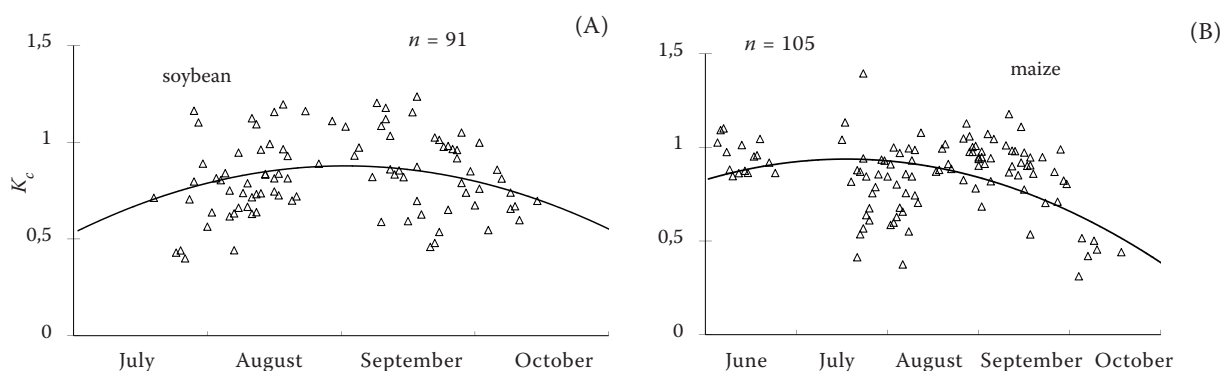 (A)
n = 91
soybean
1,5
1
0,5
0
K_c
July August September October
(B)
n = 105
maize
1,5
1
0,5
0
June July August September October